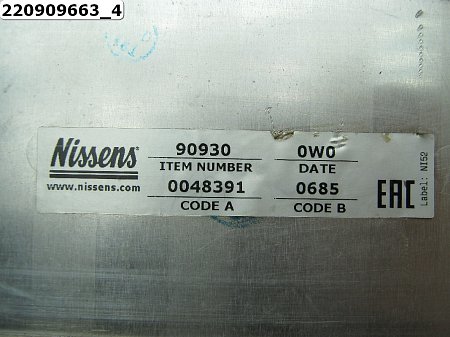 220909663_4
Nissens®
www.nissens.com
90930
ITEM NUMBER
0048391
CODE A
0W0
DATE
0685
CODE B
EAC
Label: NI52